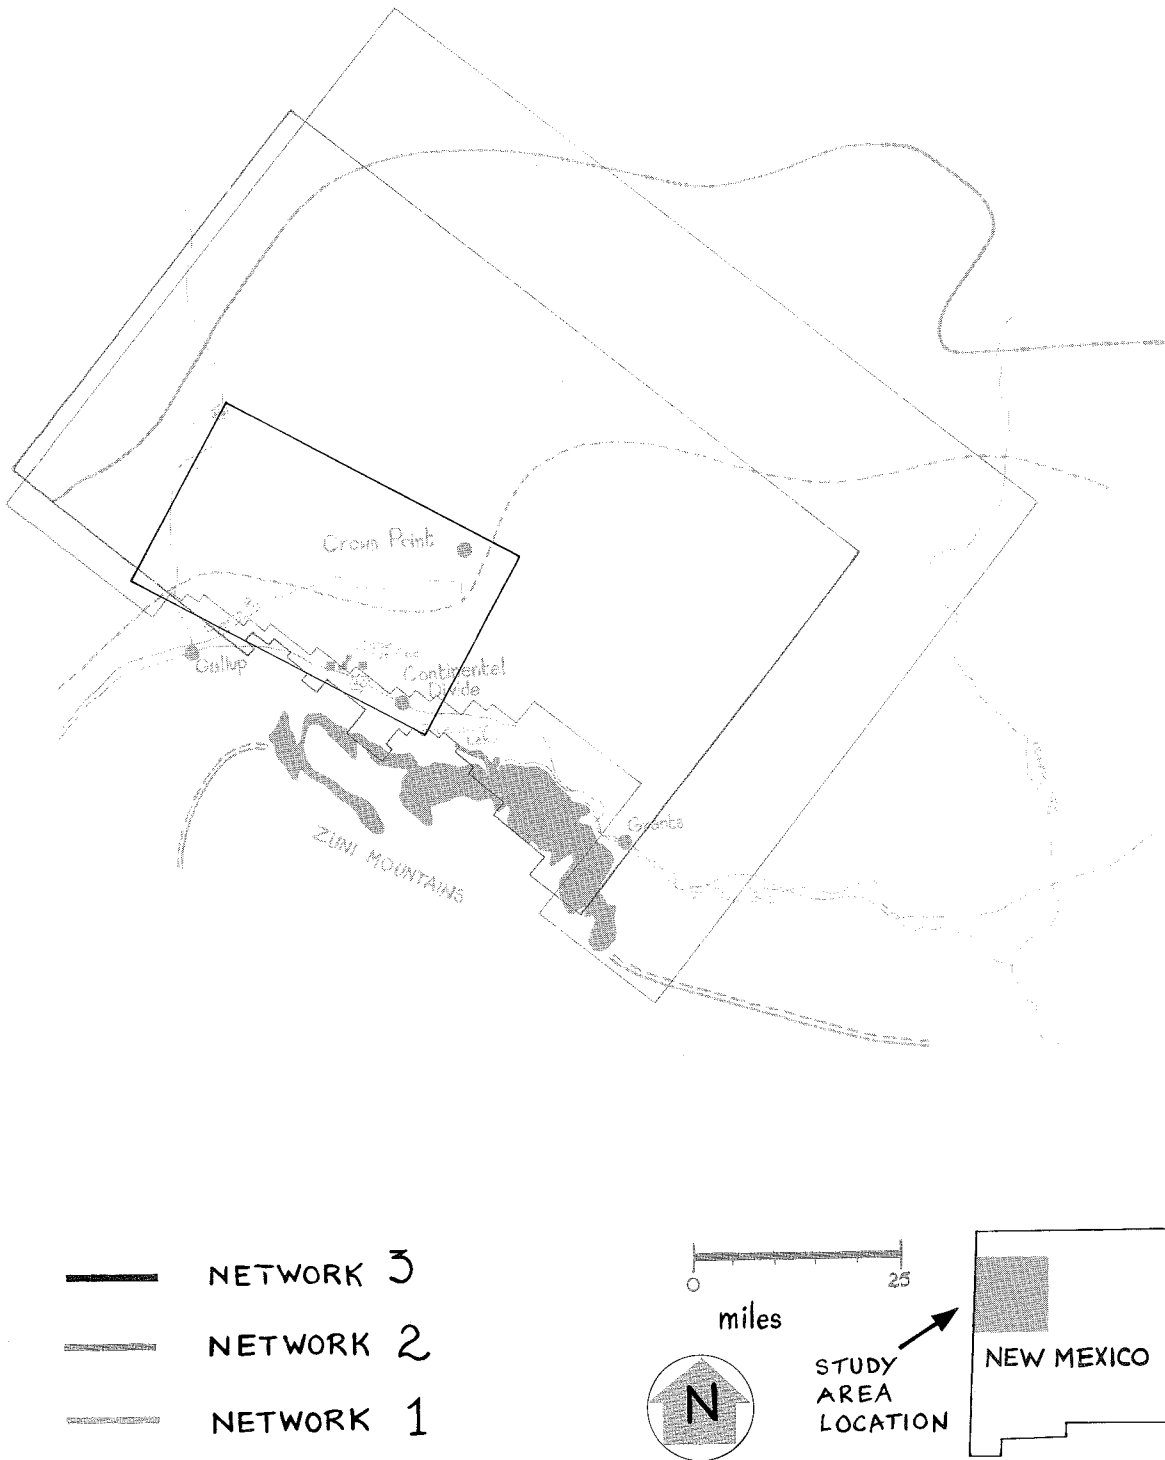 Crown Point
Gallup
Continental
Divide
Grants
ZUNI MOUNTAINS
NETWORK 3
NETWORK 2
NETWORK 1
0
25
miles
N
STUDY
AREA
LOCATION
NEW MEXICO